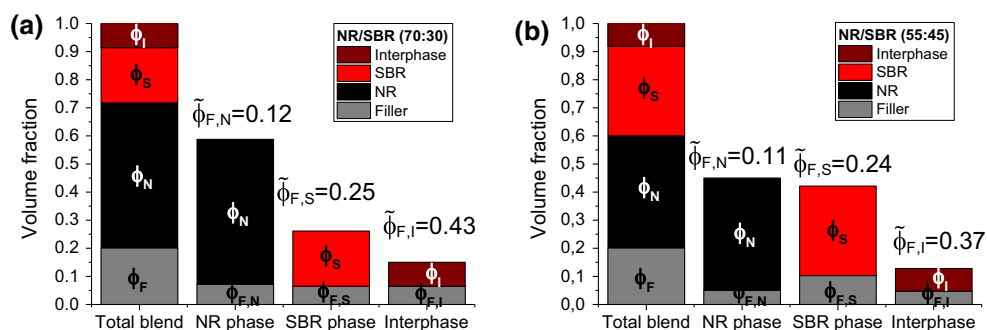 (a)
NR/SBR (70:30)
Interphase
SBR
NR
Filler
Volume fraction
1,0
0,9
0,8
0,7
0,6
0,5
0,4
0,3
0,2
0,1
0,0
ϕI
ϕS
ϕN
ϕF
ϕ̃F,N=0.12
ϕN
ϕF,N
ϕ̃F,S=0.25
ϕS
ϕF,S
ϕ̃F,I=0.43
ϕI
ϕF,I
Total blend NR phase SBR phase Interphase
(b)
NR/SBR (55:45)
Interphase
SBR
NR
Filler
Volume fraction
1,0
0,9
0,8
0,7
0,6
0,5
0,4
0,3
0,2
0,1
0,0
ϕI
ϕS
ϕN
ϕF
ϕ̃F,N=0.11
ϕN
ϕF,N
ϕ̃F,S=0.24
ϕS
ϕF,S
ϕ̃F,I=0.37
ϕI
ϕF,I
Total blend NR phase SBR phase Interphase